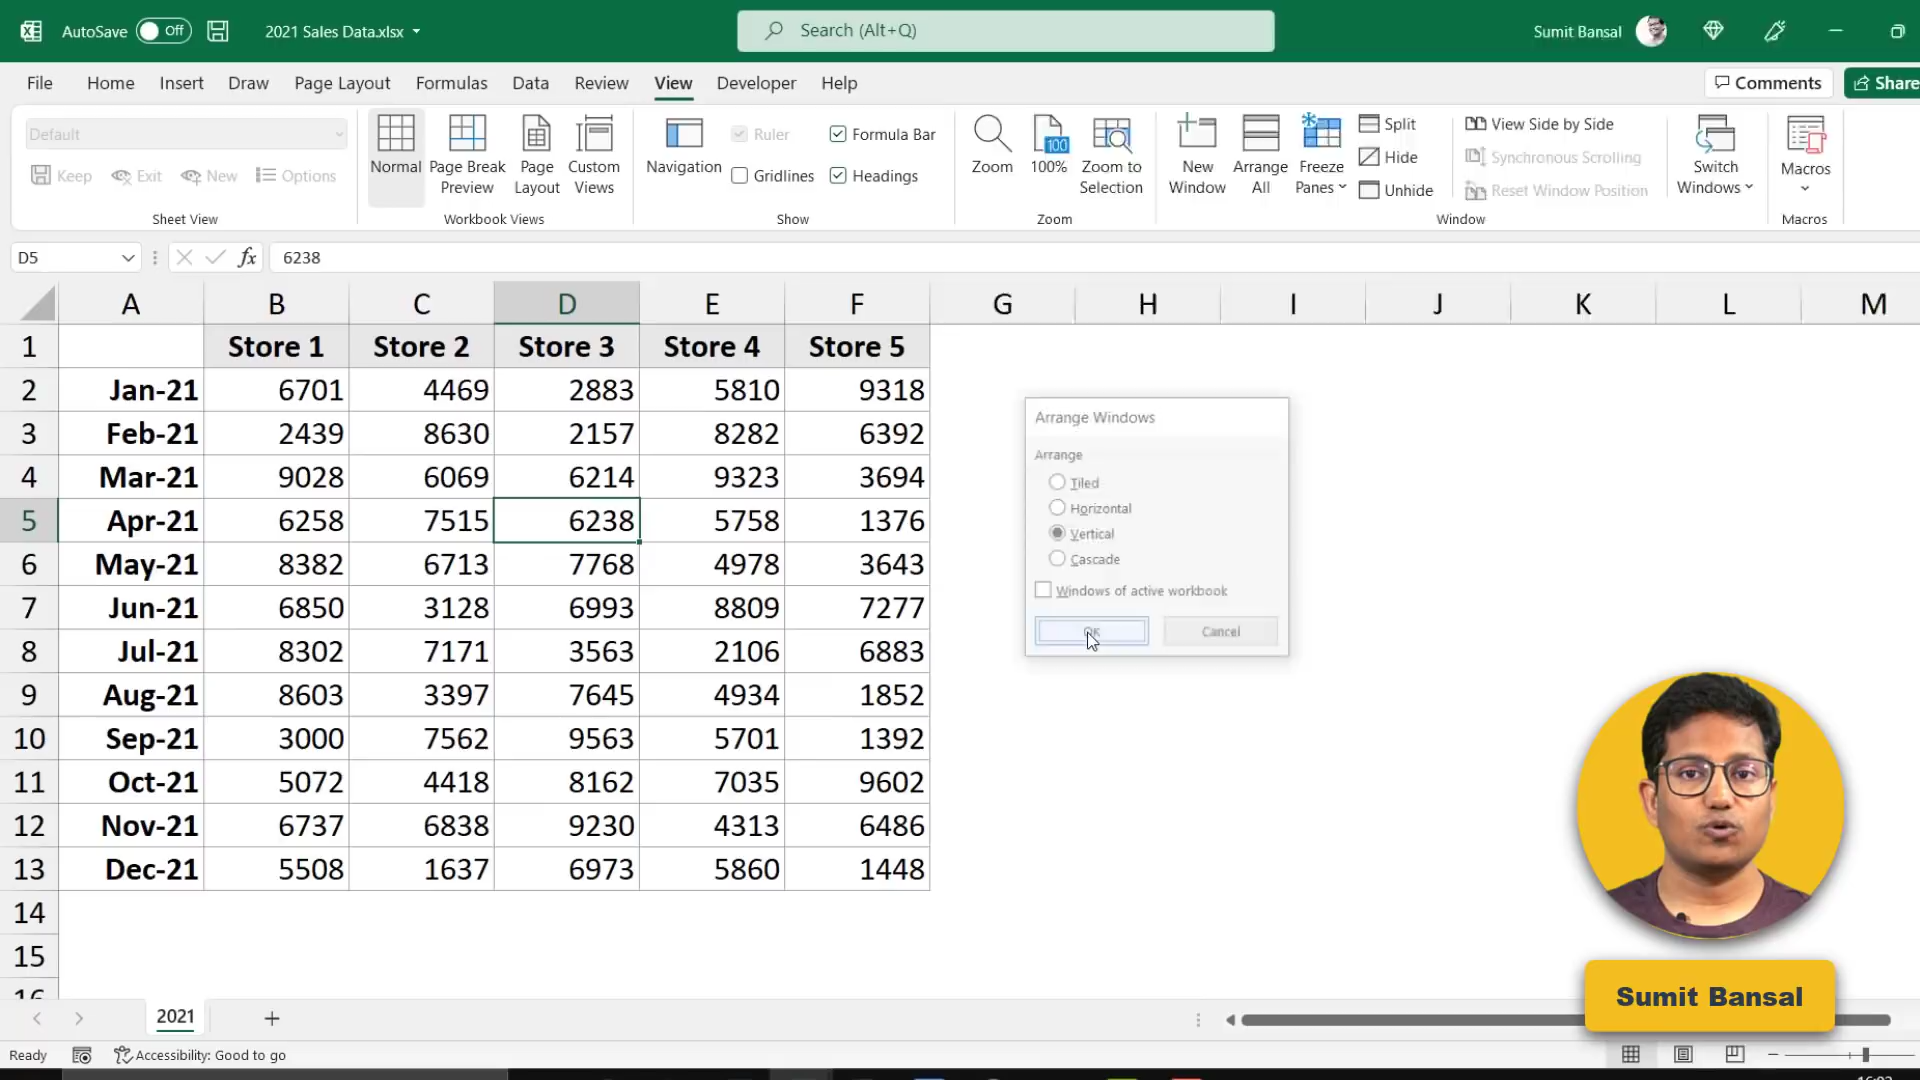 AutoSave Off 2021 Sales Data.xlsx Search (Alt+Q) Sumit Bansal
File Home Insert Draw Page Layout Formulas Data Review View Developer Help Comments Share
Default
Keep Exit New Options
Sheet View
Normal
Page Break
Preview
Page
Layout
Custom
Views
Workbook Views
Navigation
Ruler
Formula Bar
Gridlines
Headings
Show
Zoom
100
100%
Zoom to
Selection
Zoom
New
Window
Arrange
All
Freeze
Panes
Split
Hide
Unhide
View Side by Side
Synchronous Scrolling
Reset Window Position
Switch
Windows
Window
Macros
Macros
D5 fx 6238
A B C D E F G H I J K L M
1 Store 1 Store 2 Store 3 Store 4 Store 5
2 Jan-21 6701 4469 2883 5810 9318
3 Feb-21 2439 8630 2157 8282 6392
4 Mar-21 9028 6069 6214 9323 3694
5 Apr-21 6258 7515 6238 5758 1376
6 May-21 8382 6713 7768 4978 3643
7 Jun-21 6850 3128 6993 8809 7277
8 Jul-21 8302 7171 3563 2106 6883
9 Aug-21 8603 3397 7645 4934 1852
10 Sep-21 3000 7562 9563 5701 1392
11 Oct-21 5072 4418 8162 7035 9602
12 Nov-21 6737 6838 9230 4313 6486
13 Dec-21 5508 1637 6973 5860 1448
14
15
16
Arrange Windows
Arrange
Tiled
Horizontal
Vertical
Cascade
Windows of active workbook
OK Cancel
Sumit Bansal
2021
Ready Accessibility: Good to go